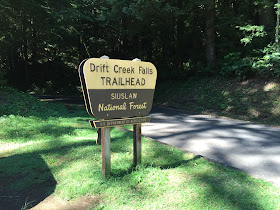 Drift Creek Falls
TRAILHEAD
SIUSLAW
National Forest